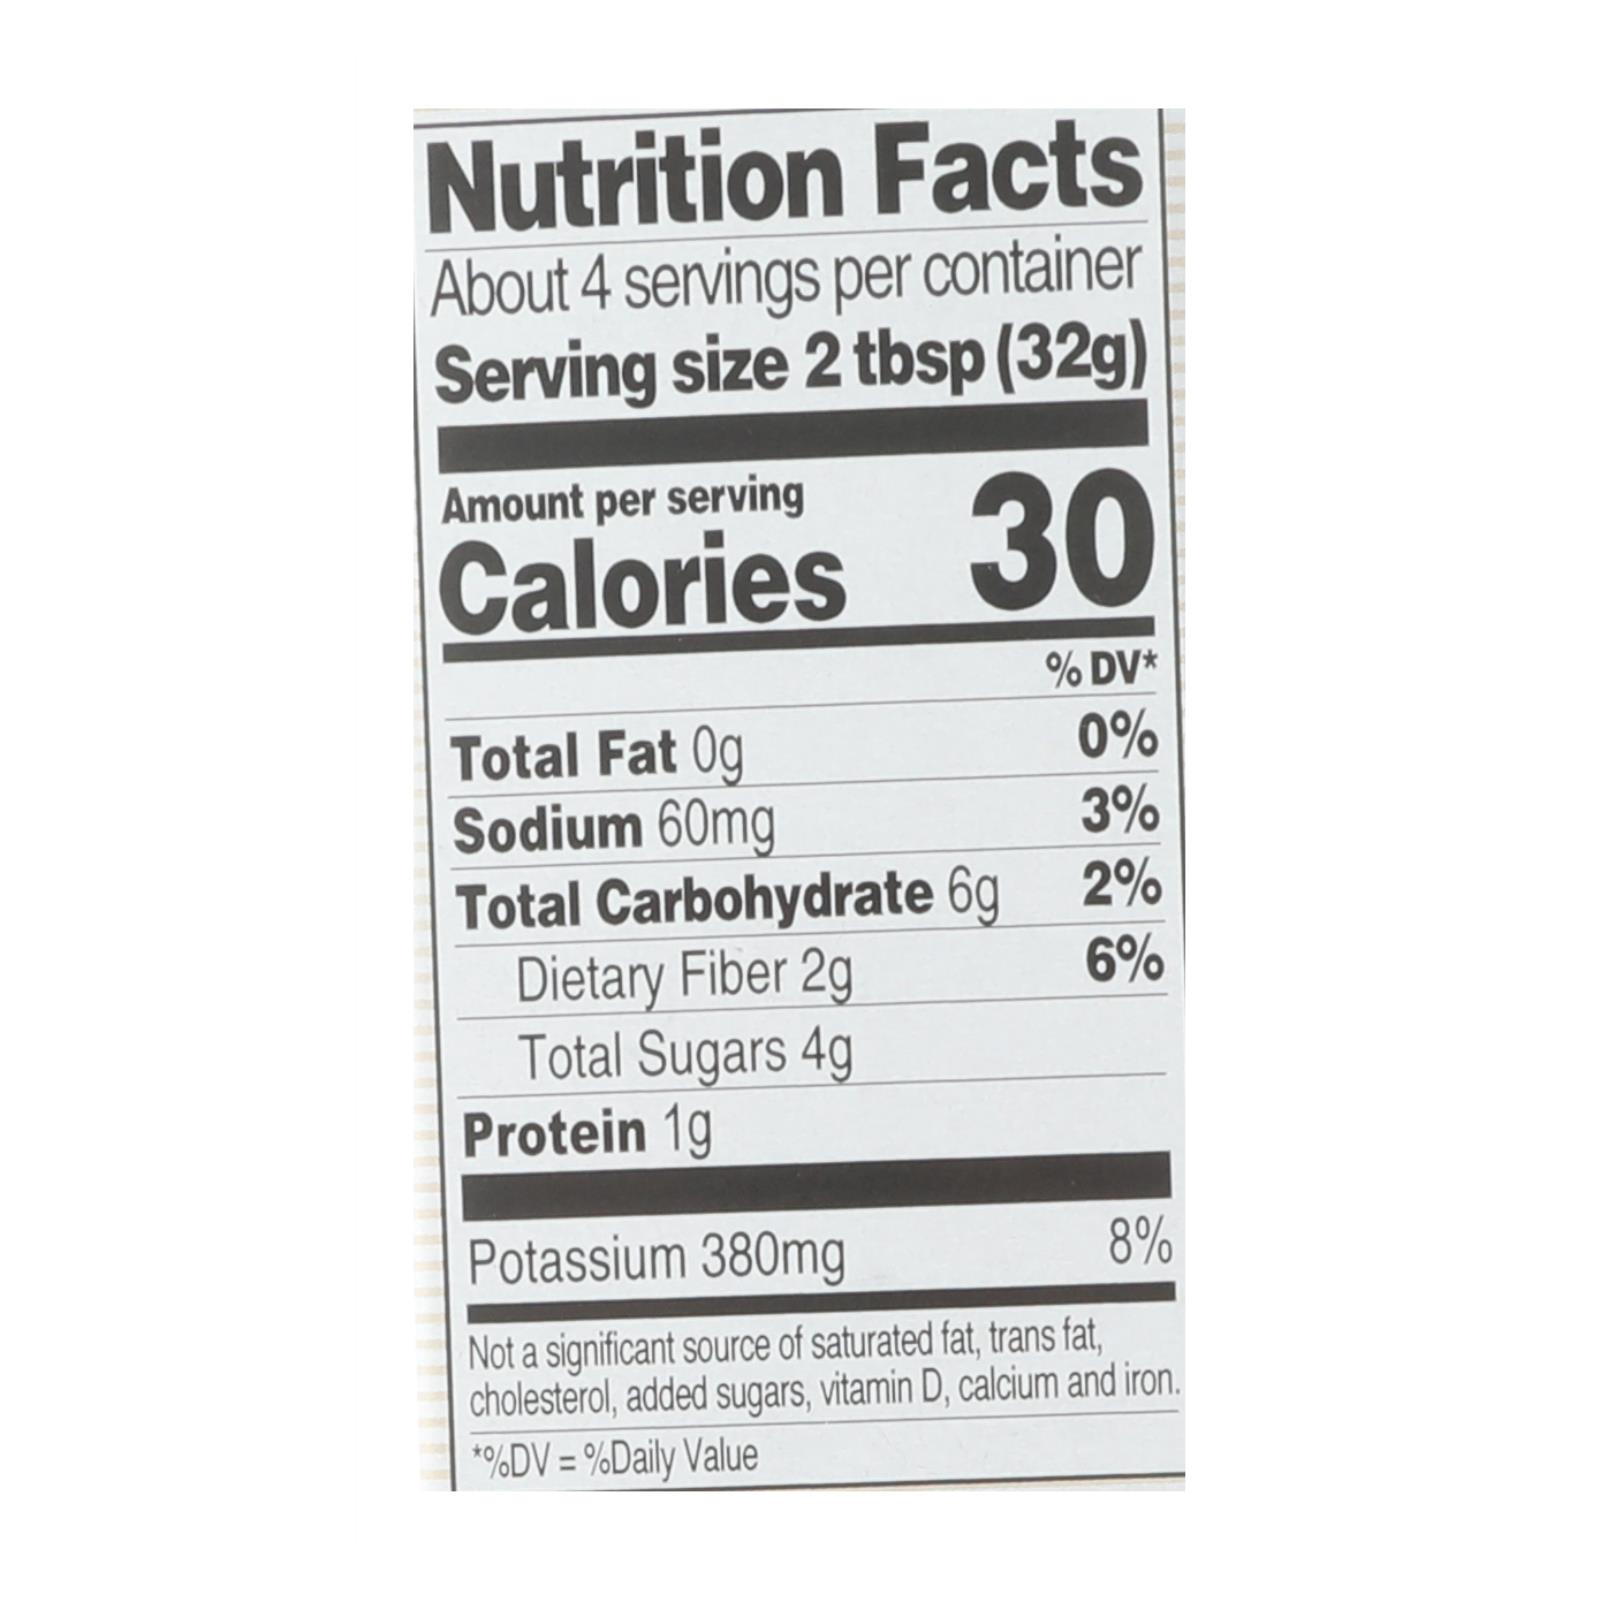 Nutrition Facts
About 4 servings per container
Serving size 2 tbsp (32g)
Amount per serving
Calories 30
% DV*
Total Fat 0g 0%
Sodium 60mg 3%
Total Carbohydrate 6g 2%
Dietary Fiber 2g 6%
Total Sugars 4g
Protein 1g
Potassium 380mg 8%
Not a significant source of saturated fat, trans fat,
cholesterol, added sugars, vitamin D, calcium and iron.
*%DV = %Daily Value